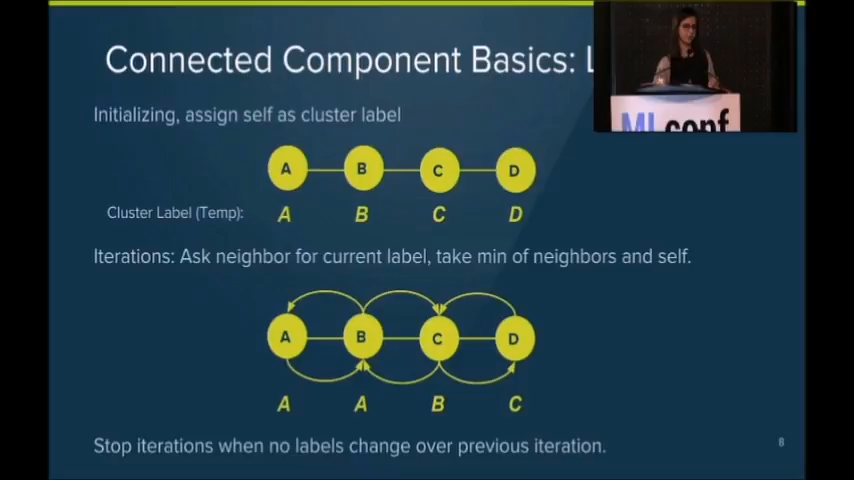 Connected Component Basics:
Initializing, assign self as cluster label
A B C D
Cluster Label (Temp): A B C D
Iterations: Ask neighbor for current label, take min of neighbors and self.
A B C D
A A B C
Stop iterations when no labels change over previous iteration.
8
MLconf